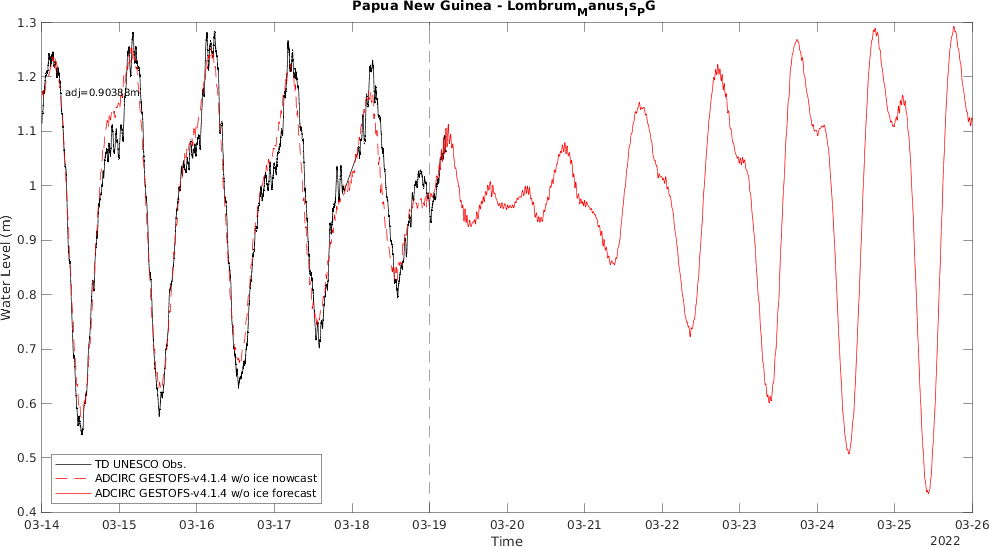 Papua New Guinea - LombrumManusIsPG
adj=0.90383m
Water Level (m)
1.3
1.2
1.1
1
0.9
0.8
0.7
0.6
0.5
0.4
TD UNESCO Obs.
ADCIRC GESTOFS-v4.1.4 w/o ice nowcast
ADCIRC GESTOFS-v4.1.4 w/o ice forecast
03-14 03-15 03-16 03-17 03-18 03-19 03-20 03-21 03-22 03-23 03-24 03-25 03-26
Time
2022